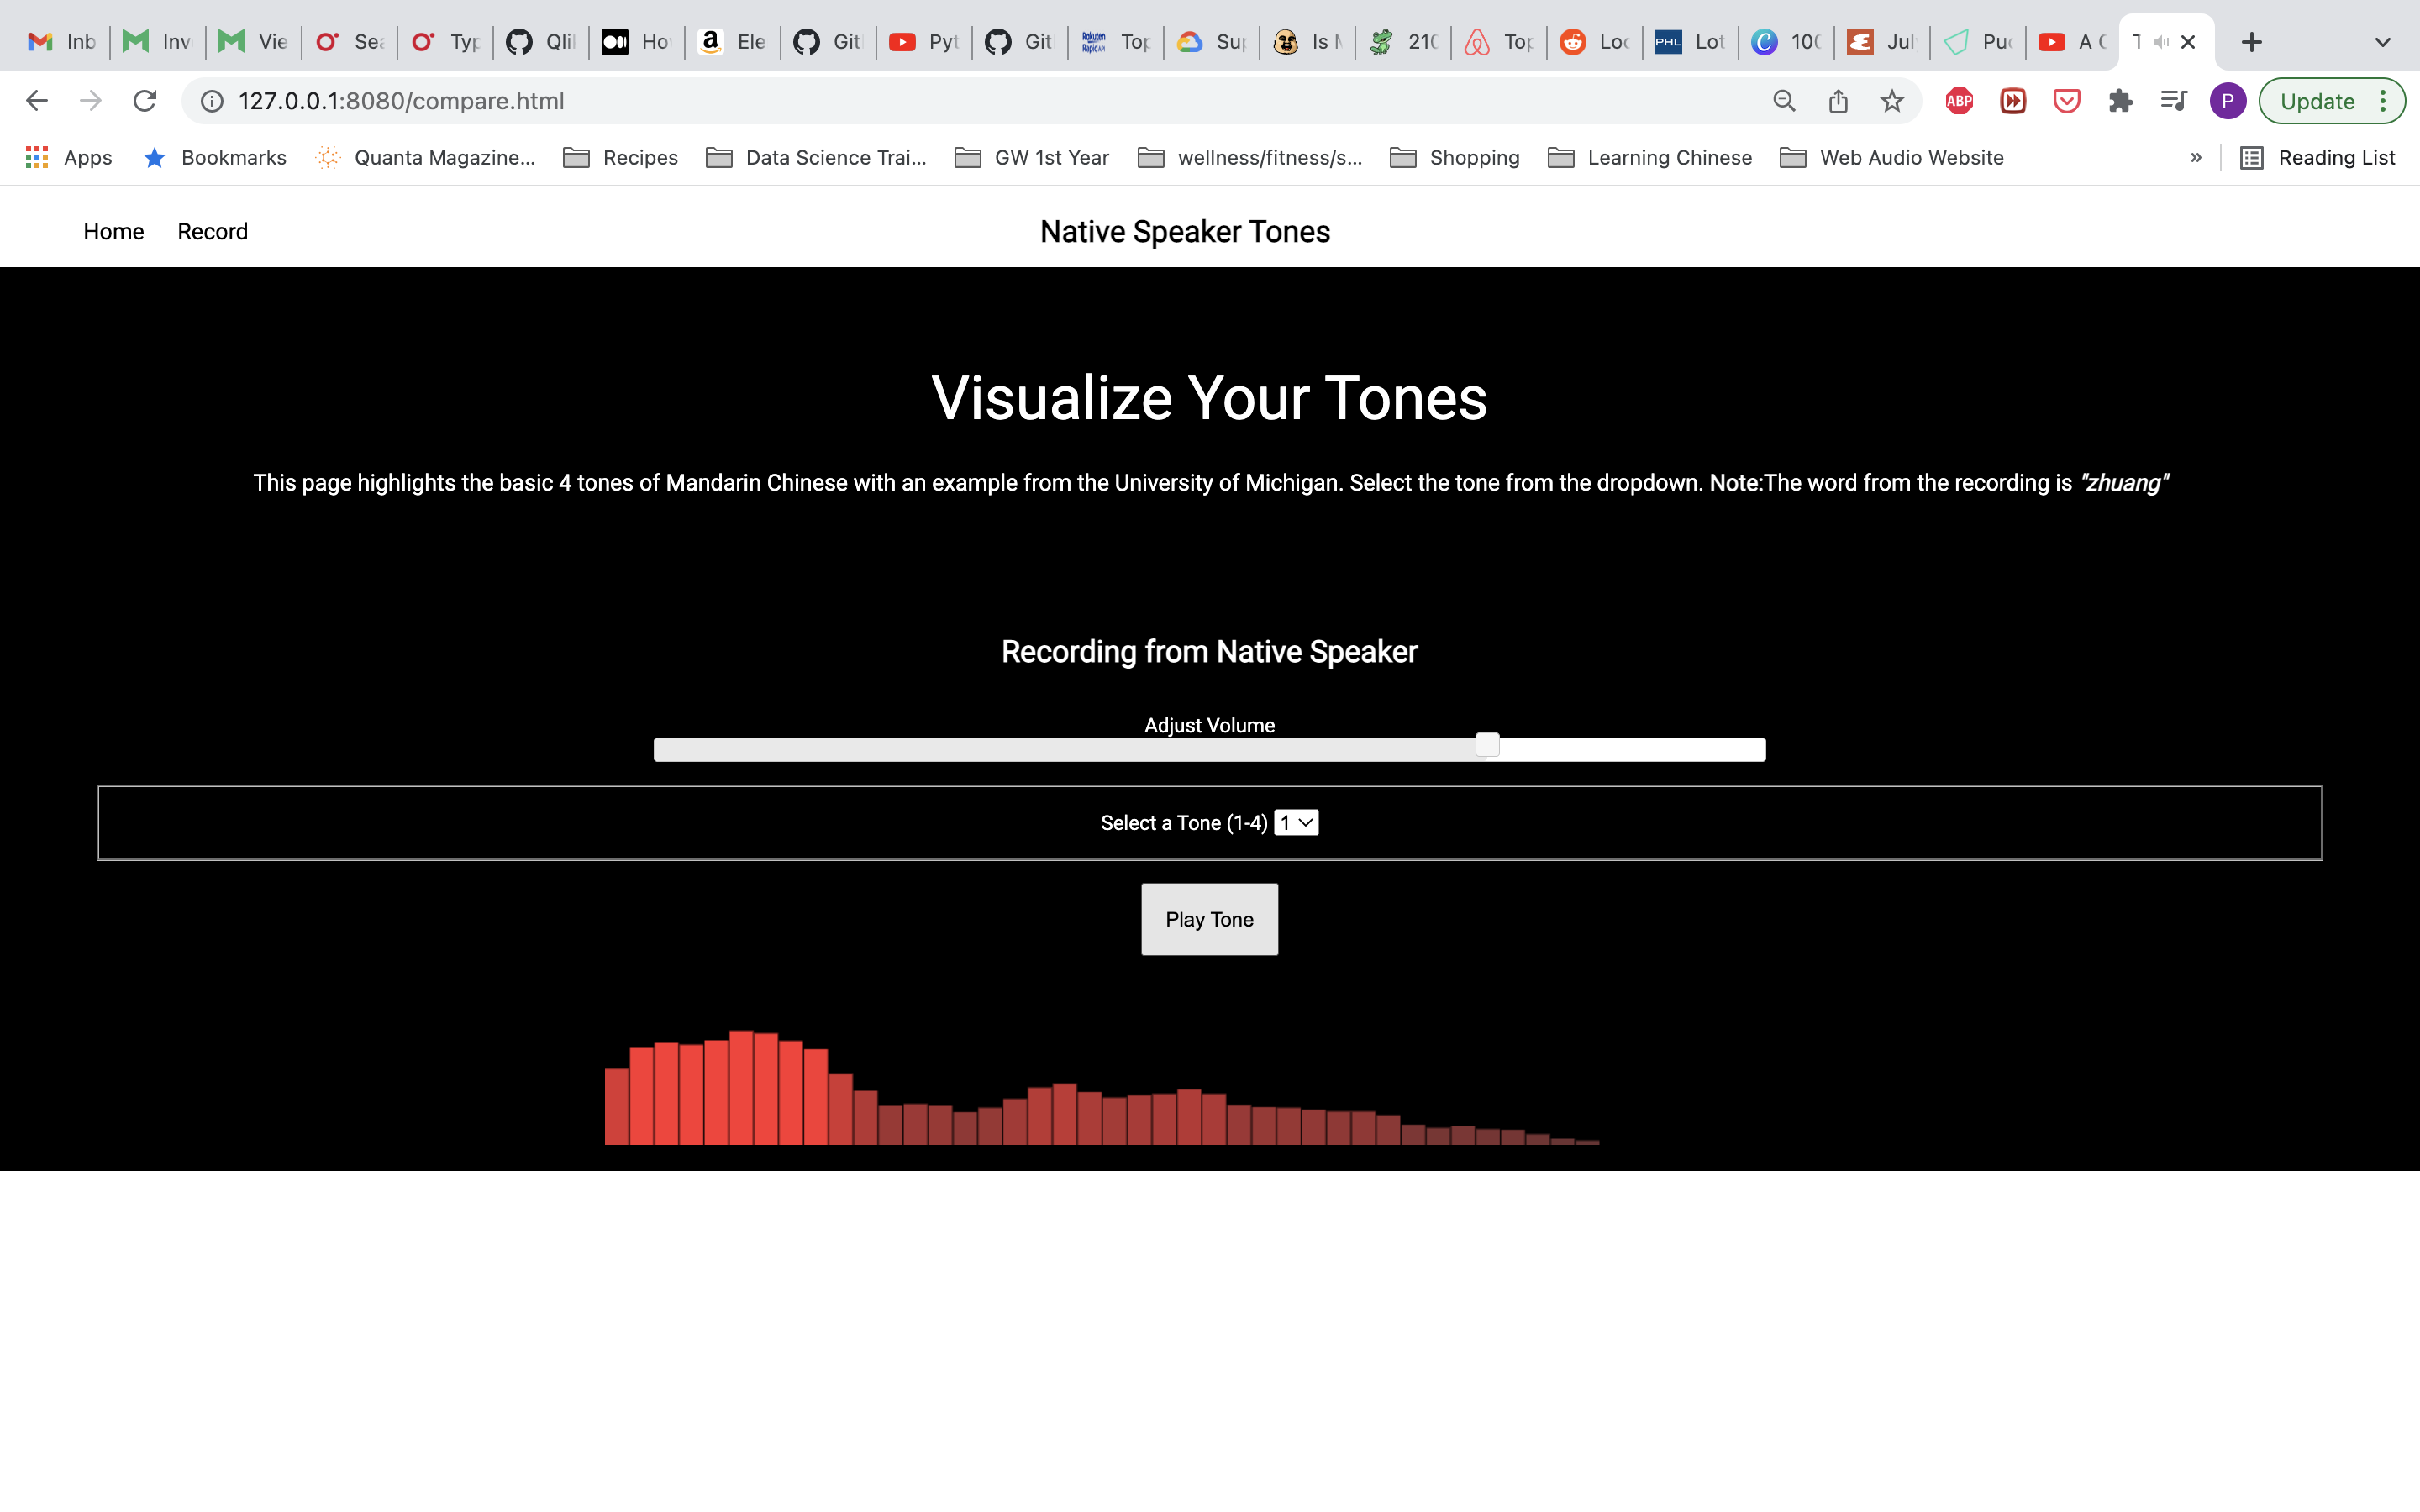 Inb Inv Vie Sea Typ Qlil Ho Ele Git Pyt Git Top Sup Is 210 Top Loc Lot 100 Jul Puc A C
127.0.0.1:8080/compare.html ABP P Update
Apps Bookmarks Quanta Magazine... Recipes Data Science Trai... GW 1st Year wellness/fitness/s... Shopping Learning Chinese Web Audio Website » Reading List
Home Record Native Speaker Tones
Visualize Your Tones
This page highlights the basic 4 tones of Mandarin Chinese with an example from the University of Michigan. Select the tone from the dropdown. Note:The word from the recording is "zhuang"
Recording from Native Speaker
Adjust Volume
Select a Tone (1-4) 1
Play Tone